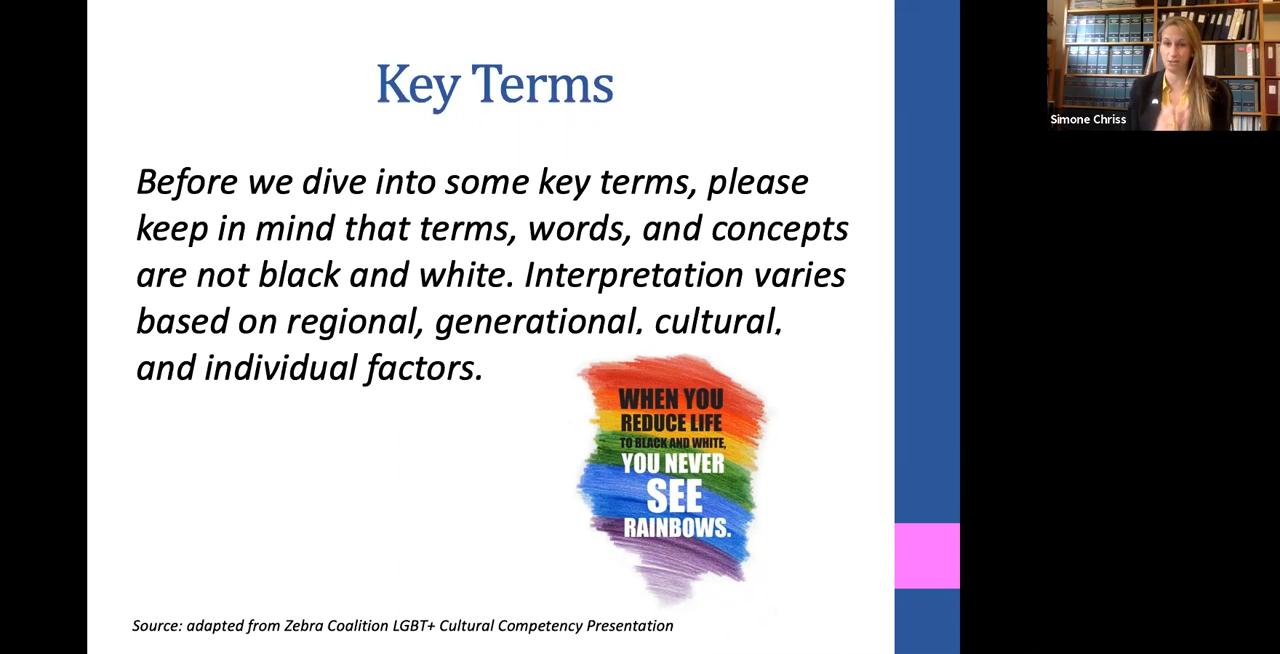 Key Terms
Simone Chriss
Before we dive into some key terms, please
keep in mind that terms, words, and concepts
are not black and white. Interpretation varies
based on regional, generational, cultural,
and individual factors.
WHEN YOU
REDUCE LIFE
TO BLACK AND WHITE,
YOU NEVER
SEE
RAINBOWS.
Source: adapted from Zebra Coalition LGBT+ Cultural Competency Presentation